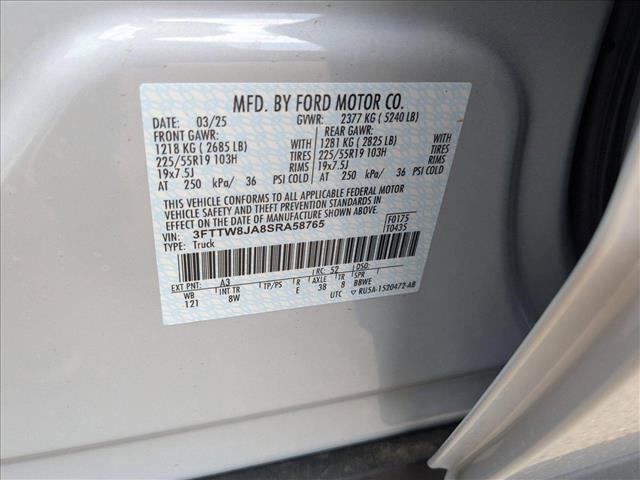 MFD. BY FORD MOTOR CO.
DATE: 03/25 GVWR: 2377 KG ( 5240 LB)
FRONT GAWR: REAR GAWR:
1218 KG ( 2685 LB) WITH 1281 KG ( 2825 LB) WITH
225/55R19 103H TIRES 225/55R19 103H TIRES
19x7.5J RIMS 19x7.5J RIMS
AT 250 kPa/ 36 PSI COLD AT 250 kPa/ 36 PSI COLD
THIS VEHICLE CONFORMS TO ALL APPLICABLE FEDERAL MOTOR
VEHICLE SAFETY AND THEFT PREVENTION STANDARDS IN
EFFECT ON THE DATE OF MANUFACTURE SHOWN ABOVE.
VIN: 3FTTW8JA8SRA58765 F0175
TYPE: Truck T0435
EXT PNT: A3 RC: 52 DSO:
WB INT TR TP/PS R AXLE TR SPR
121 8W E 38 8 BBWE
UTC ▽ RU5A-1520472-AB